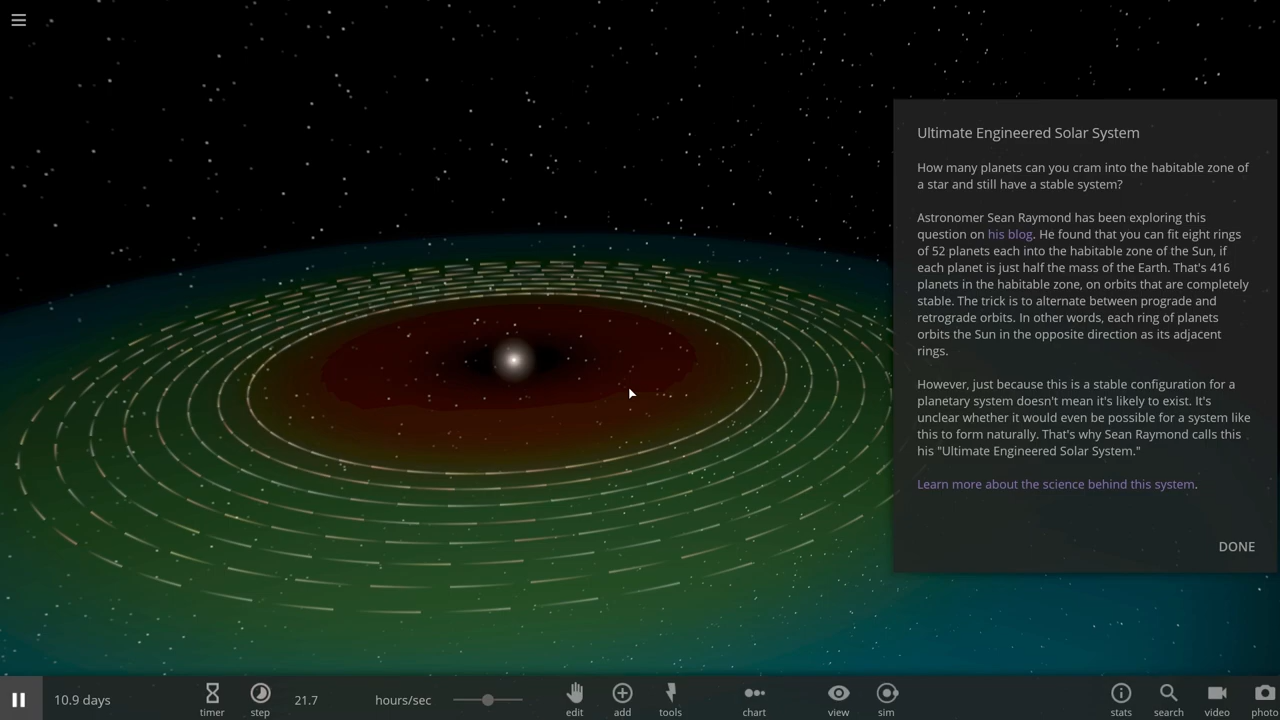 Ultimate Engineered Solar System
How many planets can you cram into the habitable zone of
a star and still have a stable system?
Astronomer Sean Raymond has been exploring this
question on his blog. He found that you can fit eight rings
of 52 planets each into the habitable zone of the Sun, if
each planet is just half the mass of the Earth. That's 416
planets in the habitable zone, on orbits that are completely
stable. The trick is to alternate between prograde and
retrograde orbits. In other words, each ring of planets
orbits the Sun in the opposite direction as its adjacent
rings.
However, just because this is a stable configuration for a
planetary system doesn't mean it's likely to exist. It's
unclear whether it would even be possible for a system like
this to form naturally. That's why Sean Raymond calls this
his "Ultimate Engineered Solar System."
Learn more about the science behind this system.
DONE
10.9 days
timer
step
21.7
hours/sec
edit
add
tools
chart
view
sim
stats
search
video
photo